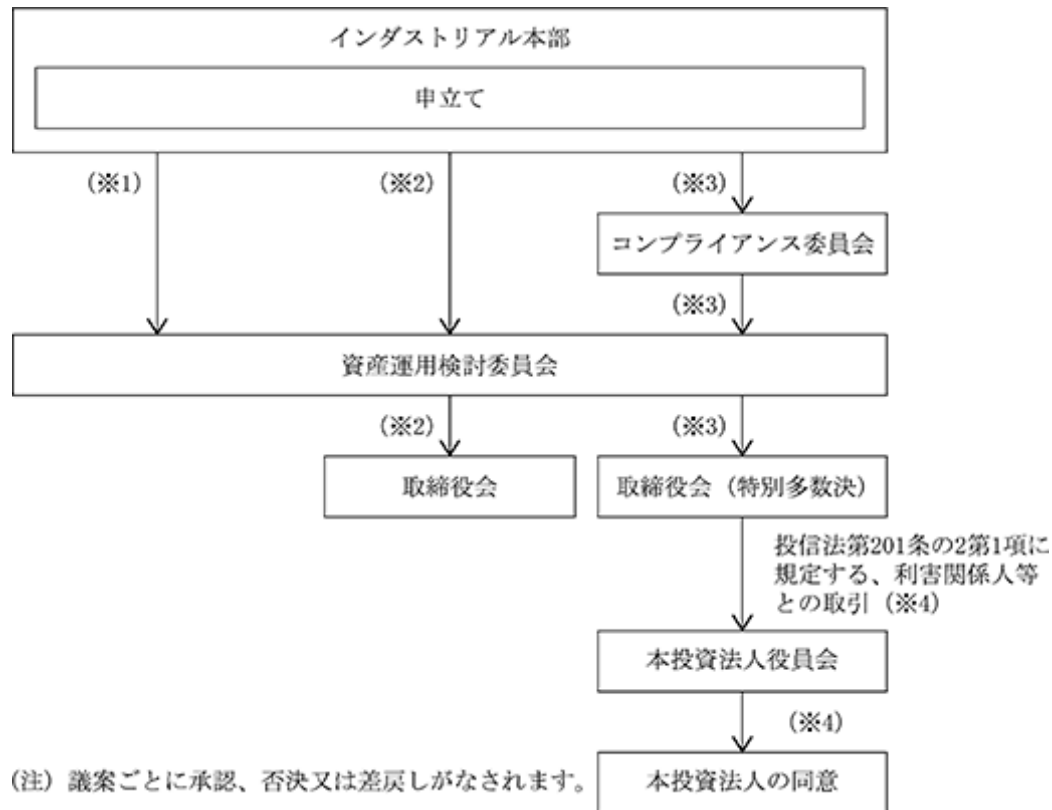 インダストリアル本部
申立て
(※1)
(※2)
(※3)
コンプライアンス委員会
(※3)
資産運用検討委員会
(※2)
(※3)
取締役会
取締役会（特別多数決）
投信法第201条の2第1項に
規定する、利害関係人等
との取引（※4）
本投資法人役員会
(※4)
(注）議案ごとに承認、否決又は差戻しがなされます。
本投資法人の同意